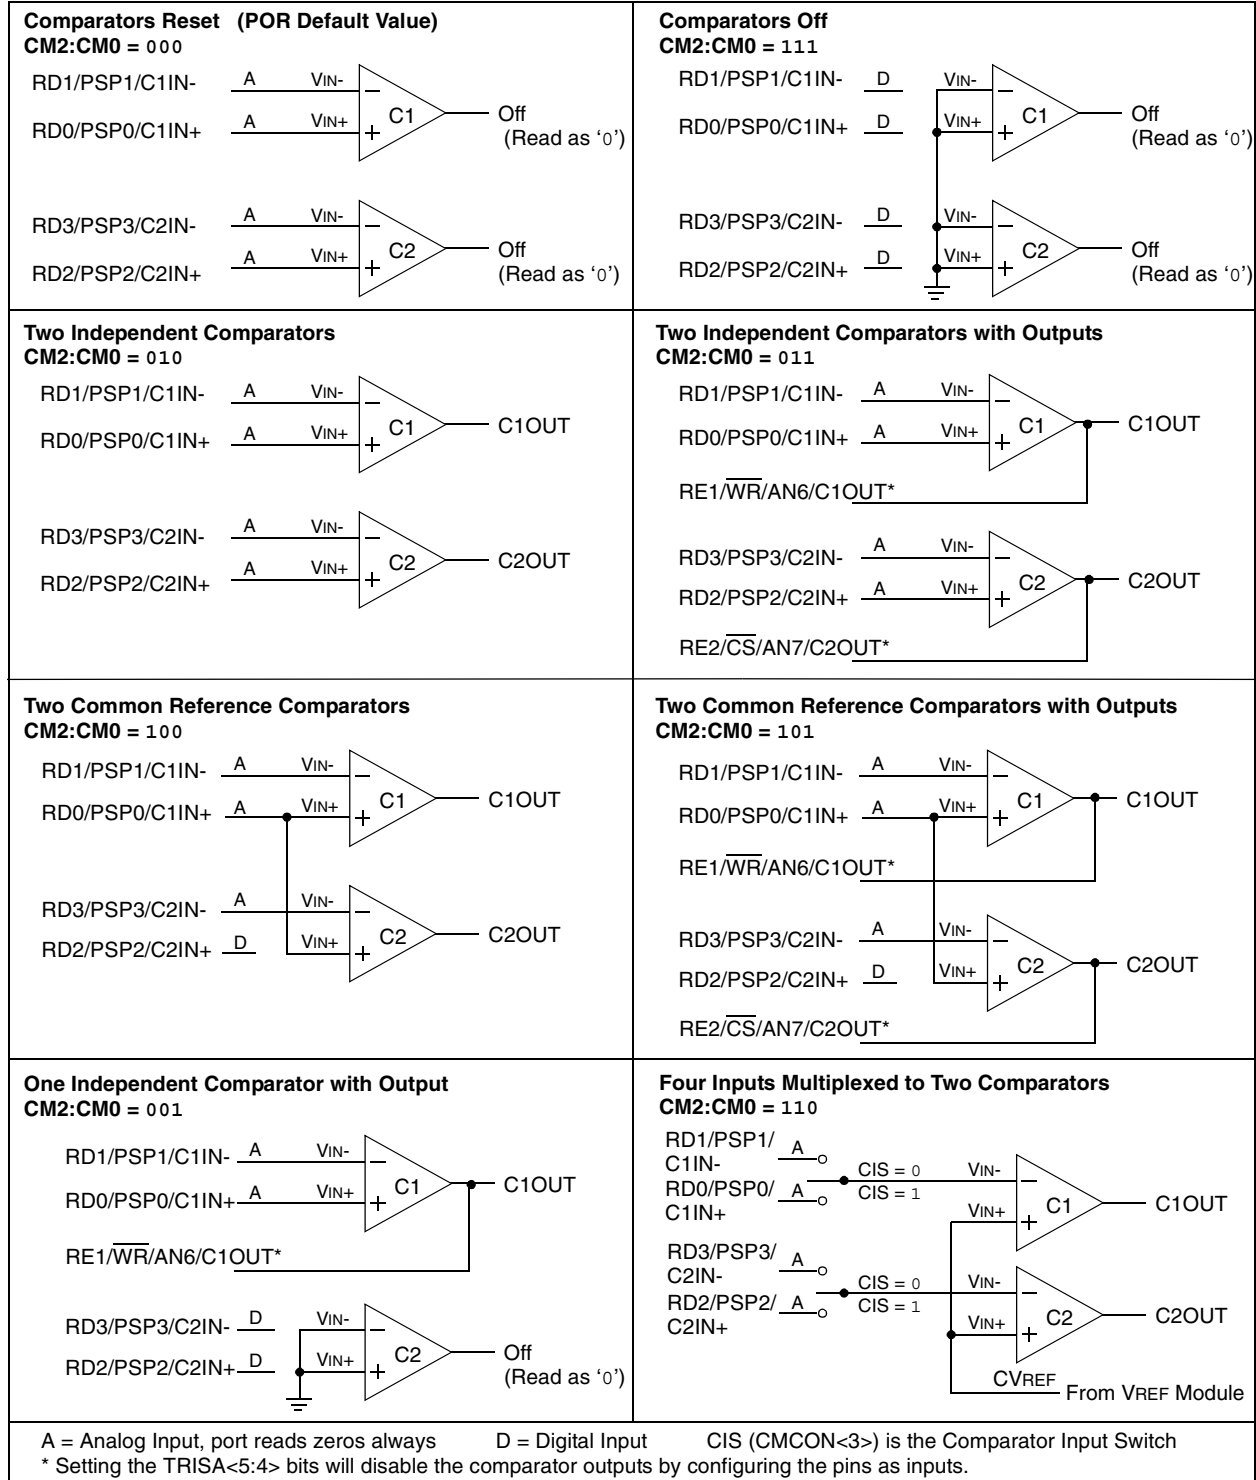 Comparators Reset (POR Default Value)
CM2:CM0 = 000
RD1/PSP1/C1IN- A VIN-
RD0/PSP0/C1IN+ A VIN+
C1
Off
(Read as ‘0’)
RD3/PSP3/C2IN- A VIN-
RD2/PSP2/C2IN+ A VIN+
C2
Off
(Read as ‘0’)
Comparators Off
CM2:CM0 = 111
RD1/PSP1/C1IN- D VIN-
RD0/PSP0/C1IN+ D VIN+
C1
Off
(Read as ‘0’)
RD3/PSP3/C2IN- D VIN-
RD2/PSP2/C2IN+ D VIN+
C2
Off
(Read as ‘0’)
Two Independent Comparators
CM2:CM0 = 010
RD1/PSP1/C1IN- A VIN-
RD0/PSP0/C1IN+ A VIN+
C1
C1OUT
RD3/PSP3/C2IN- A VIN-
RD2/PSP2/C2IN+ A VIN+
C2
C2OUT
Two Independent Comparators with Outputs
CM2:CM0 = 011
RD1/PSP1/C1IN- A VIN-
RD0/PSP0/C1IN+ A VIN+
C1
C1OUT
RE1/WR/AN6/C1OUT*
RD3/PSP3/C2IN- A VIN-
RD2/PSP2/C2IN+ A VIN+
C2
C2OUT
RE2/CS/AN7/C2OUT*
Two Common Reference Comparators
CM2:CM0 = 100
RD1/PSP1/C1IN- A VIN-
RD0/PSP0/C1IN+ A VIN+
C1
C1OUT
RD3/PSP3/C2IN- A VIN-
RD2/PSP2/C2IN+ D VIN+
C2
C2OUT
Two Common Reference Comparators with Outputs
CM2:CM0 = 101
RD1/PSP1/C1IN- A VIN-
RD0/PSP0/C1IN+ A VIN+
C1
C1OUT
RE1/WR/AN6/C1OUT*
RD3/PSP3/C2IN- A VIN-
RD2/PSP2/C2IN+ D VIN+
C2
C2OUT
RE2/CS/AN7/C2OUT*
One Independent Comparator with Output
CM2:CM0 = 001
RD1/PSP1/C1IN- A VIN-
RD0/PSP0/C1IN+ A VIN+
C1
C1OUT
RE1/WR/AN6/C1OUT*
RD3/PSP3/C2IN- D VIN-
RD2/PSP2/C2IN+ D VIN+
C2
Off
(Read as ‘0’)
Four Inputs Multiplexed to Two Comparators
CM2:CM0 = 110
RD1/PSP1/
C1IN-
A
RD0/PSP0/
C1IN+
A
CIS = 0
CIS = 1
VIN-
VIN+
C1
C1OUT
RD3/PSP3/
C2IN-
A
RD2/PSP2/
C2IN+
A
CIS = 0
CIS = 1
VIN-
VIN+
C2
C2OUT
CVREF
From VREF Module
A = Analog Input, port reads zeros always D = Digital Input CIS (CMCON<3>) is the Comparator Input Switch
* Setting the TRISA<5:4> bits will disable the comparator outputs by configuring the pins as inputs.